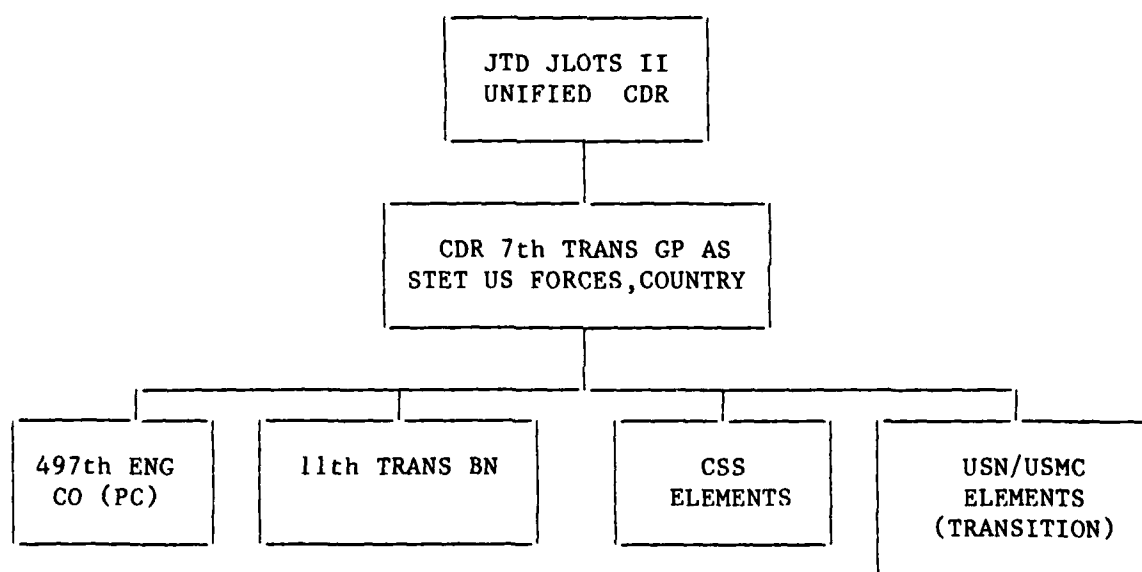 JTD JLOTS II
UNIFIED CDR
CDR 7th TRANS GP AS
STET US FORCES,COUNTRY
497th ENG
CO (PC)
11th TRANS BN
CSS
ELEMENTS
USN/USMC
ELEMENTS
(TRANSITION)